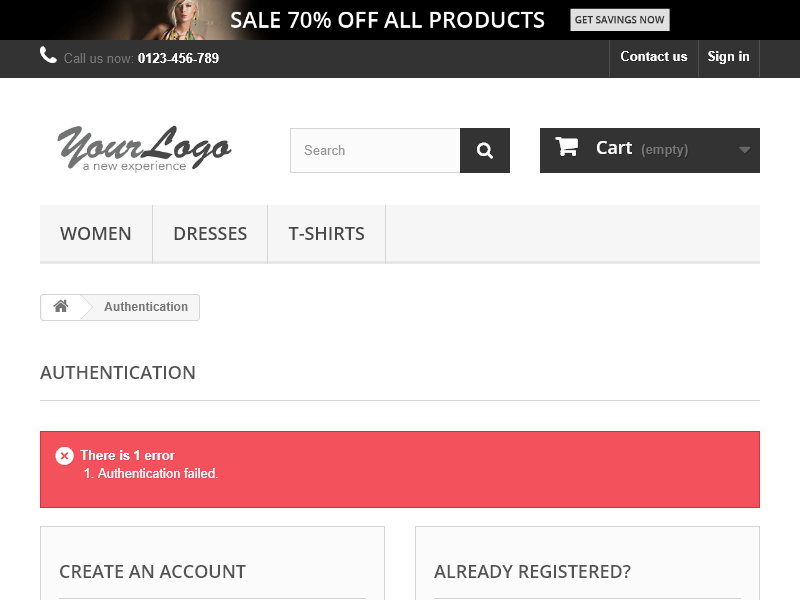 SALE 70% OFF ALL PRODUCTS GET SAVINGS NOW
Call us now: 0123-456-789 Contact us Sign in
YourLogo
a new experience
Search
Cart (empty)
WOMEN DRESSES T-SHIRTS
Authentication
AUTHENTICATION
There is 1 error
1. Authentication failed.
CREATE AN ACCOUNT
ALREADY REGISTERED?